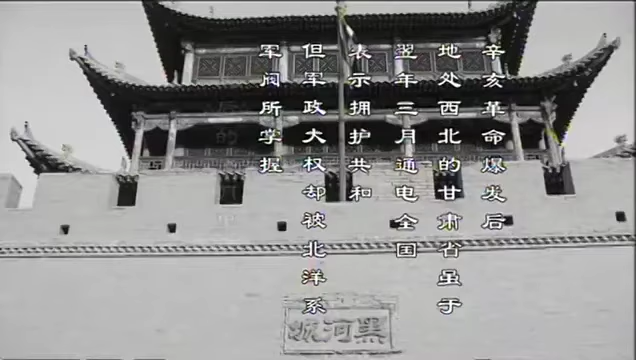 辛亥革命爆发后
地处西北的甘肃省虽于
翌年三月通电全国
表示拥护共和
但军政大权却被北洋系
军阀所掌握
黑河